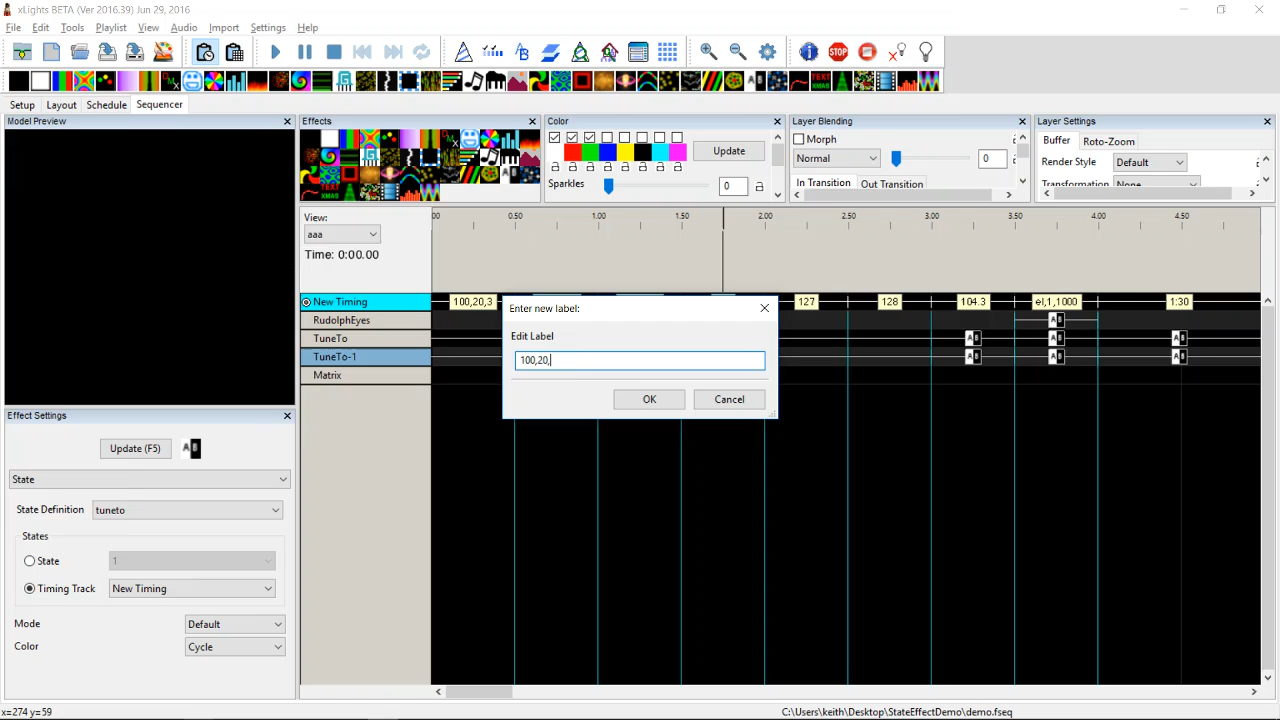 xLights BETA (Ver 2016.39) Jun 29, 2016
File Edit Tools Playlist View Audio Import Settings Help
Setup Layout Schedule Sequencer
Model Preview
Effects
Color
Update
Sparkles 0
Layer Blending
Morph
Normal 0
In Transition Out Transition
Layer Settings
Buffer Roto-Zoom
Render Style Default
Transformation None
View:
aaa
Time: 0:00.00
00 0.50 1.00 1.50 2.00 2.50 3.00 3.50 4.00 4.50
New Timing 100,20,3 127 128 104.3 el,1,1000 1:30
RudolphEyes
TuneTo
TuneTo-1
Matrix
Enter new label:
Edit Label
100,20,
OK Cancel
Effect Settings
Update (F5)
State
State Definition tuneto
States
State 1
Timing Track New Timing
Mode Default
Color Cycle
x=274 y=59
C:\Users\keith\Desktop\StateEffectDemo\demo.fseq